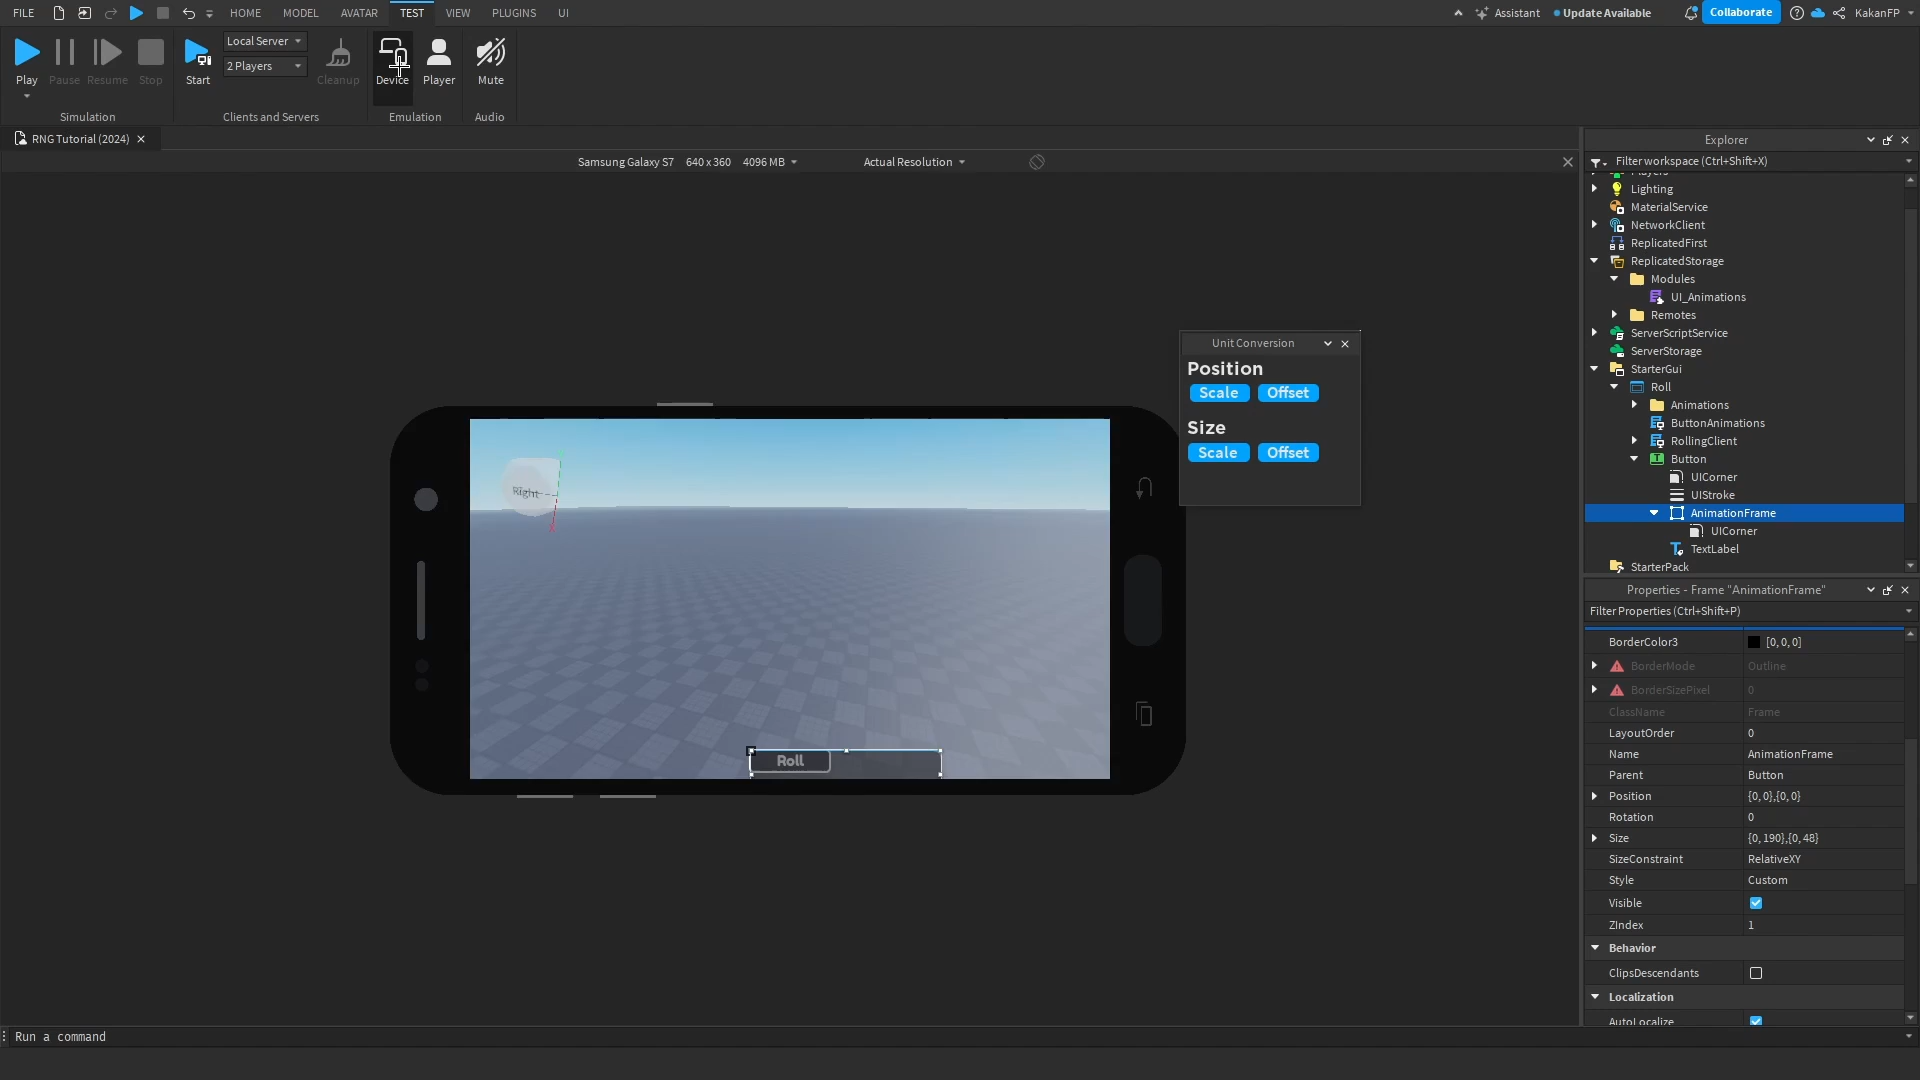 FILE HOME MODEL AVATAR TEST VIEW PLUGINS UI Assistant Update Available Collaborate KakanFP
Play Pause Resume Stop Start Local Server 2 Players Cleanup Device Player Mute
Simulation Clients and Servers Emulation Audio
RNG Tutorial (2024)
Samsung Galaxy S7 640 x 360 4096 MB Actual Resolution
Right
Roll
Unit Conversion
Position
Scale Offset
Size
Scale Offset
Explorer
Filter workspace (Ctrl+Shift+X)
Players
Lighting
MaterialService
NetworkClient
ReplicatedFirst
ReplicatedStorage
Modules
UI_Animations
Remotes
ServerScriptService
ServerStorage
StarterGui
Roll
Animations
ButtonAnimations
RollingClient
Button
UICorner
UIStroke
AnimationFrame
UICorner
TextLabel
StarterPack
Properties - Frame "AnimationFrame"
Filter Properties (Ctrl+Shift+P)
BorderColor3 [0, 0, 0]
BorderMode Outline
BorderSizePixel 0
ClassName Frame
LayoutOrder 0
Name AnimationFrame
Parent Button
Position {0, 0},{0, 0}
Rotation 0
Size {0, 190},{0, 48}
SizeConstraint RelativeXY
Style Custom
Visible
ZIndex 1
Behavior
ClipsDescendants
Localization
AutoLocalize
Run a command